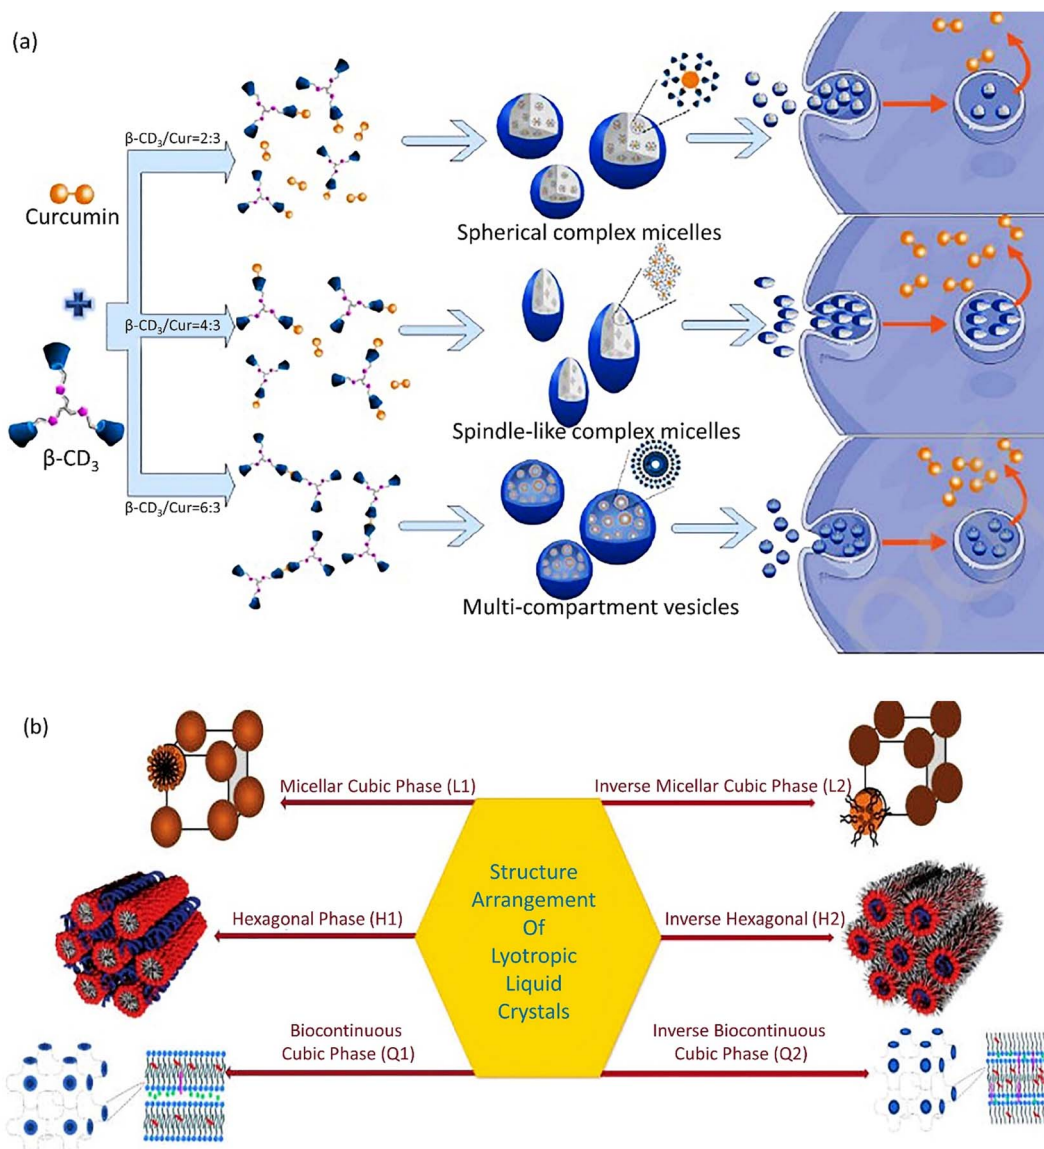 (a)
β-CD₃/Cur=2:3
Curcumin
Spherical complex micelles
β-CD₃/Cur=4:3
β-CD₃
Spindle-like complex micelles
β-CD₃/Cur=6:3
Multi-compartment vesicles
(b)
Micellar Cubic Phase (L1)
Inverse Micellar Cubic Phase (L2)
Structure
Arrangement
Of
Lyotropic
Liquid
Crystals
Hexagonal Phase (H1)
Inverse Hexagonal (H2)
Biocontinuous
Cubic Phase (Q1)
Inverse Biocontinuous
Cubic Phase (Q2)